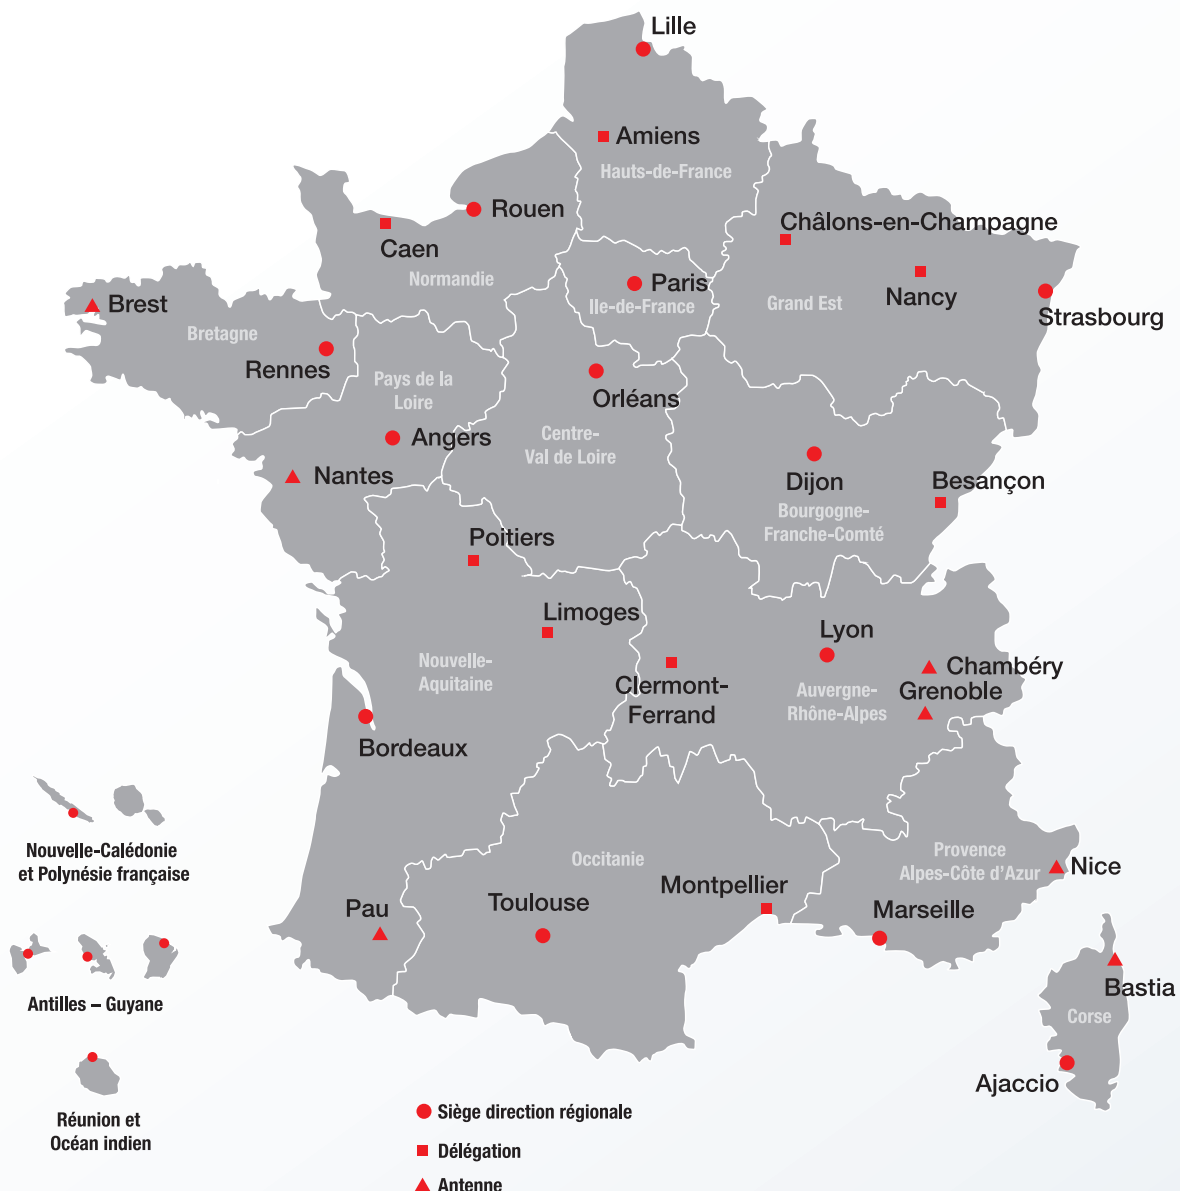 Lille
Amiens
Hauts-de-France
Rouen
Caen
Normandie
Châlons-en-Champagne
Nancy
Grand Est
Strasbourg
Paris
Ile-de-France
Brest
Bretagne
Rennes
Pays de la
Loire
Angers
Nantes
Orléans
Centre-
Val de Loire
Dijon
Besançon
Bourgogne-
Franche-Comté
Poitiers
Limoges
Nouvelle-
Aquitaine
Bordeaux
Pau
Clermont-
Ferrand
Lyon
Chambéry
Grenoble
Auvergne-
Rhône-Alpes
Occitanie
Toulouse
Montpellier
Provence
Alpes-Côte d'Azur
Nice
Marseille
Bastia
Corse
Ajaccio
Nouvelle-Calédonie
et Polynésie française
Antilles – Guyane
Réunion et
Océan indien
Siège direction régionale
Délégation
Antenne